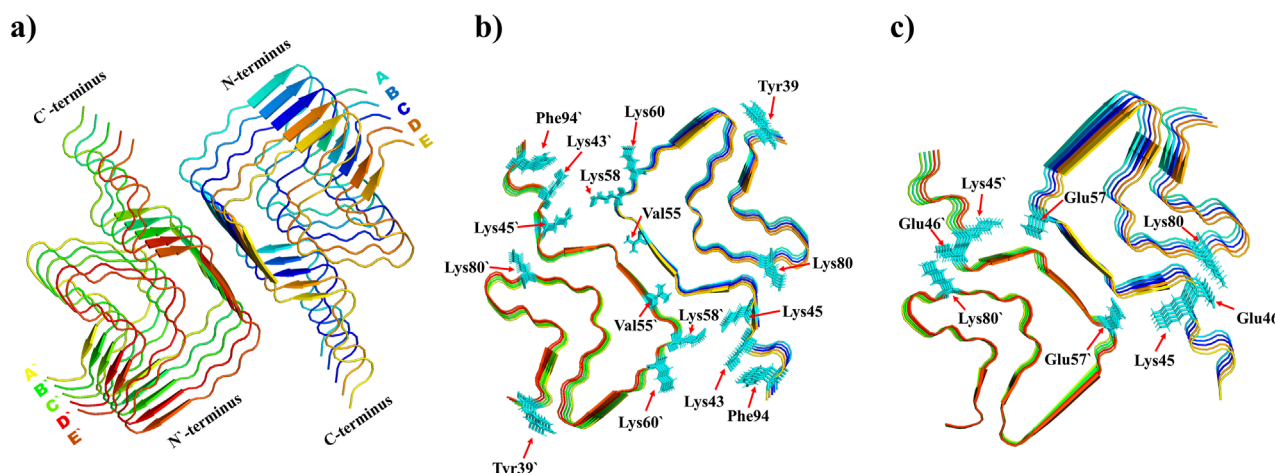 a)
C`-terminus
N-terminus
A
B
C
D
E
A`
B`
C`
D`
E`
N`-terminus
C-terminus
b)
Tyr39
Phe94`
Lys60
Lys43`
Lys58
Lys45`
Val55
Lys80`
Lys80
Val55`
Lys58`
Lys45
Lys60`
Lys43
Phe94
Tyr39`
c)
Lys45`
Glu57
Glu46`
Lys80
Lys80`
Glu46
Glu57`
Lys45